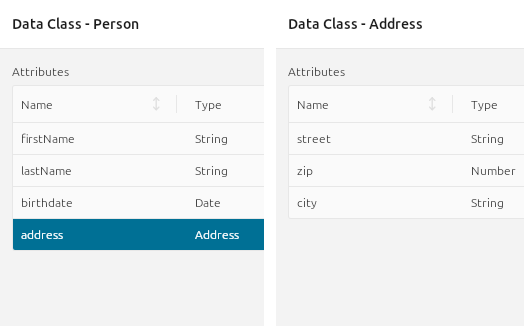 Data Class - Person
Attributes
Name Type
firstName String
lastName String
birthdate Date
address Address
Data Class - Address
Attributes
Name Type
street String
zip Number
city String